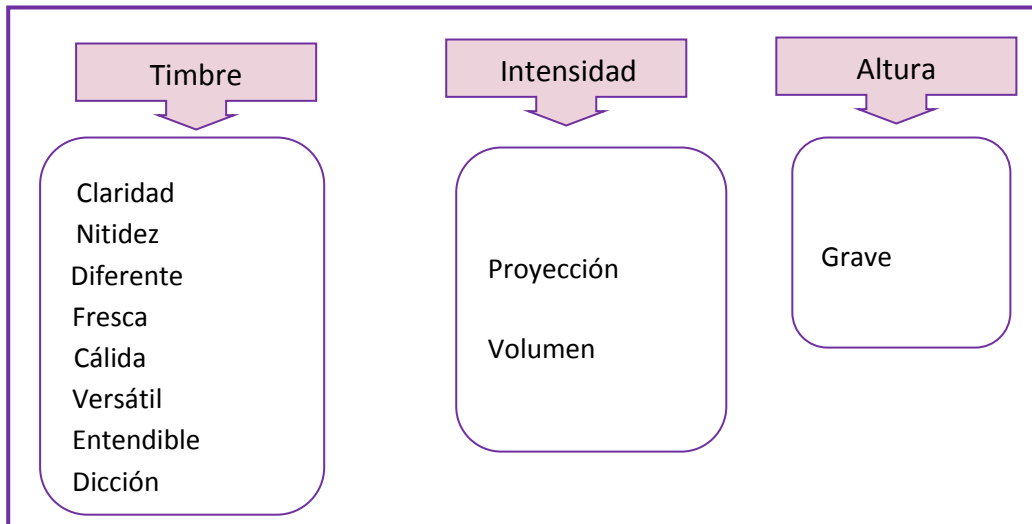 Timbre
Claridad
Nitidez
Diferente
Fresca
Cálida
Versátil
Entendible
Dicción
Intensidad
Proyección
Volumen
Altura
Grave